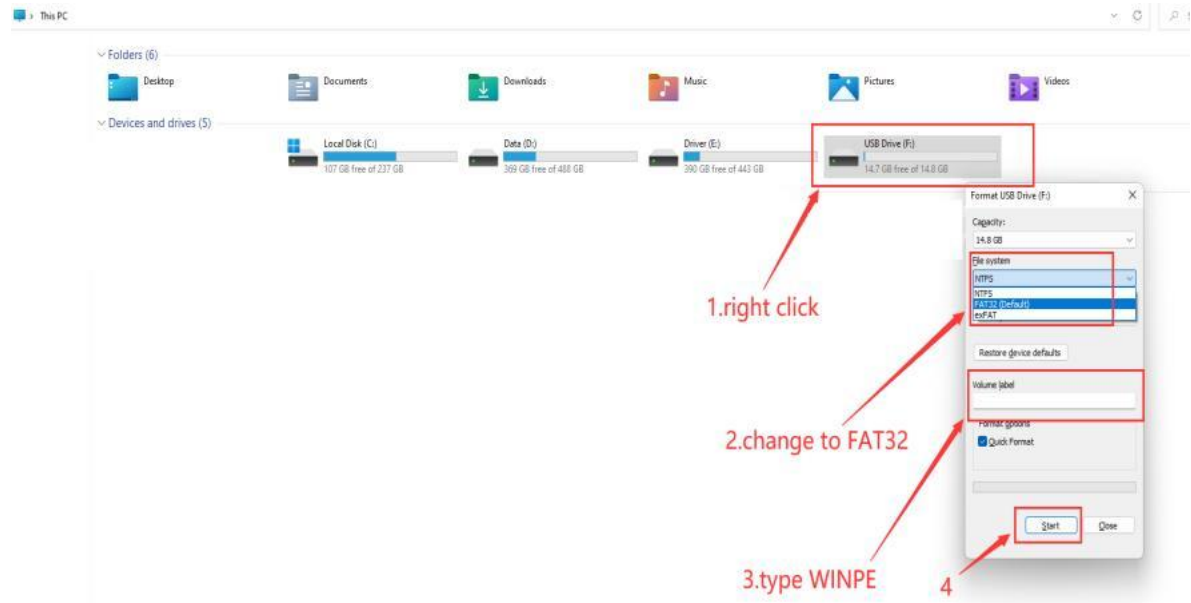 This PC
Folders (6)
Desktop
Documents
Downloads
Music
Pictures
Videos
Devices and drives (5)
Local Disk (C:)
107 GB free of 237 GB
Data (D:)
369 GB free of 488 GB
Driver (E:)
390 GB free of 443 GB
USB Drive (F:)
14.7 GB free of 14.8 GB
Format USB Drive (F:)
Capacity:
14.8 GB
File system
NTFS
NTFS
FAT32 (Default)
exFAT
Restore device defaults
Volume label
Format options
Quick Format
Start
Close
1.right click
2.change to FAT32
3.type WINPE
4